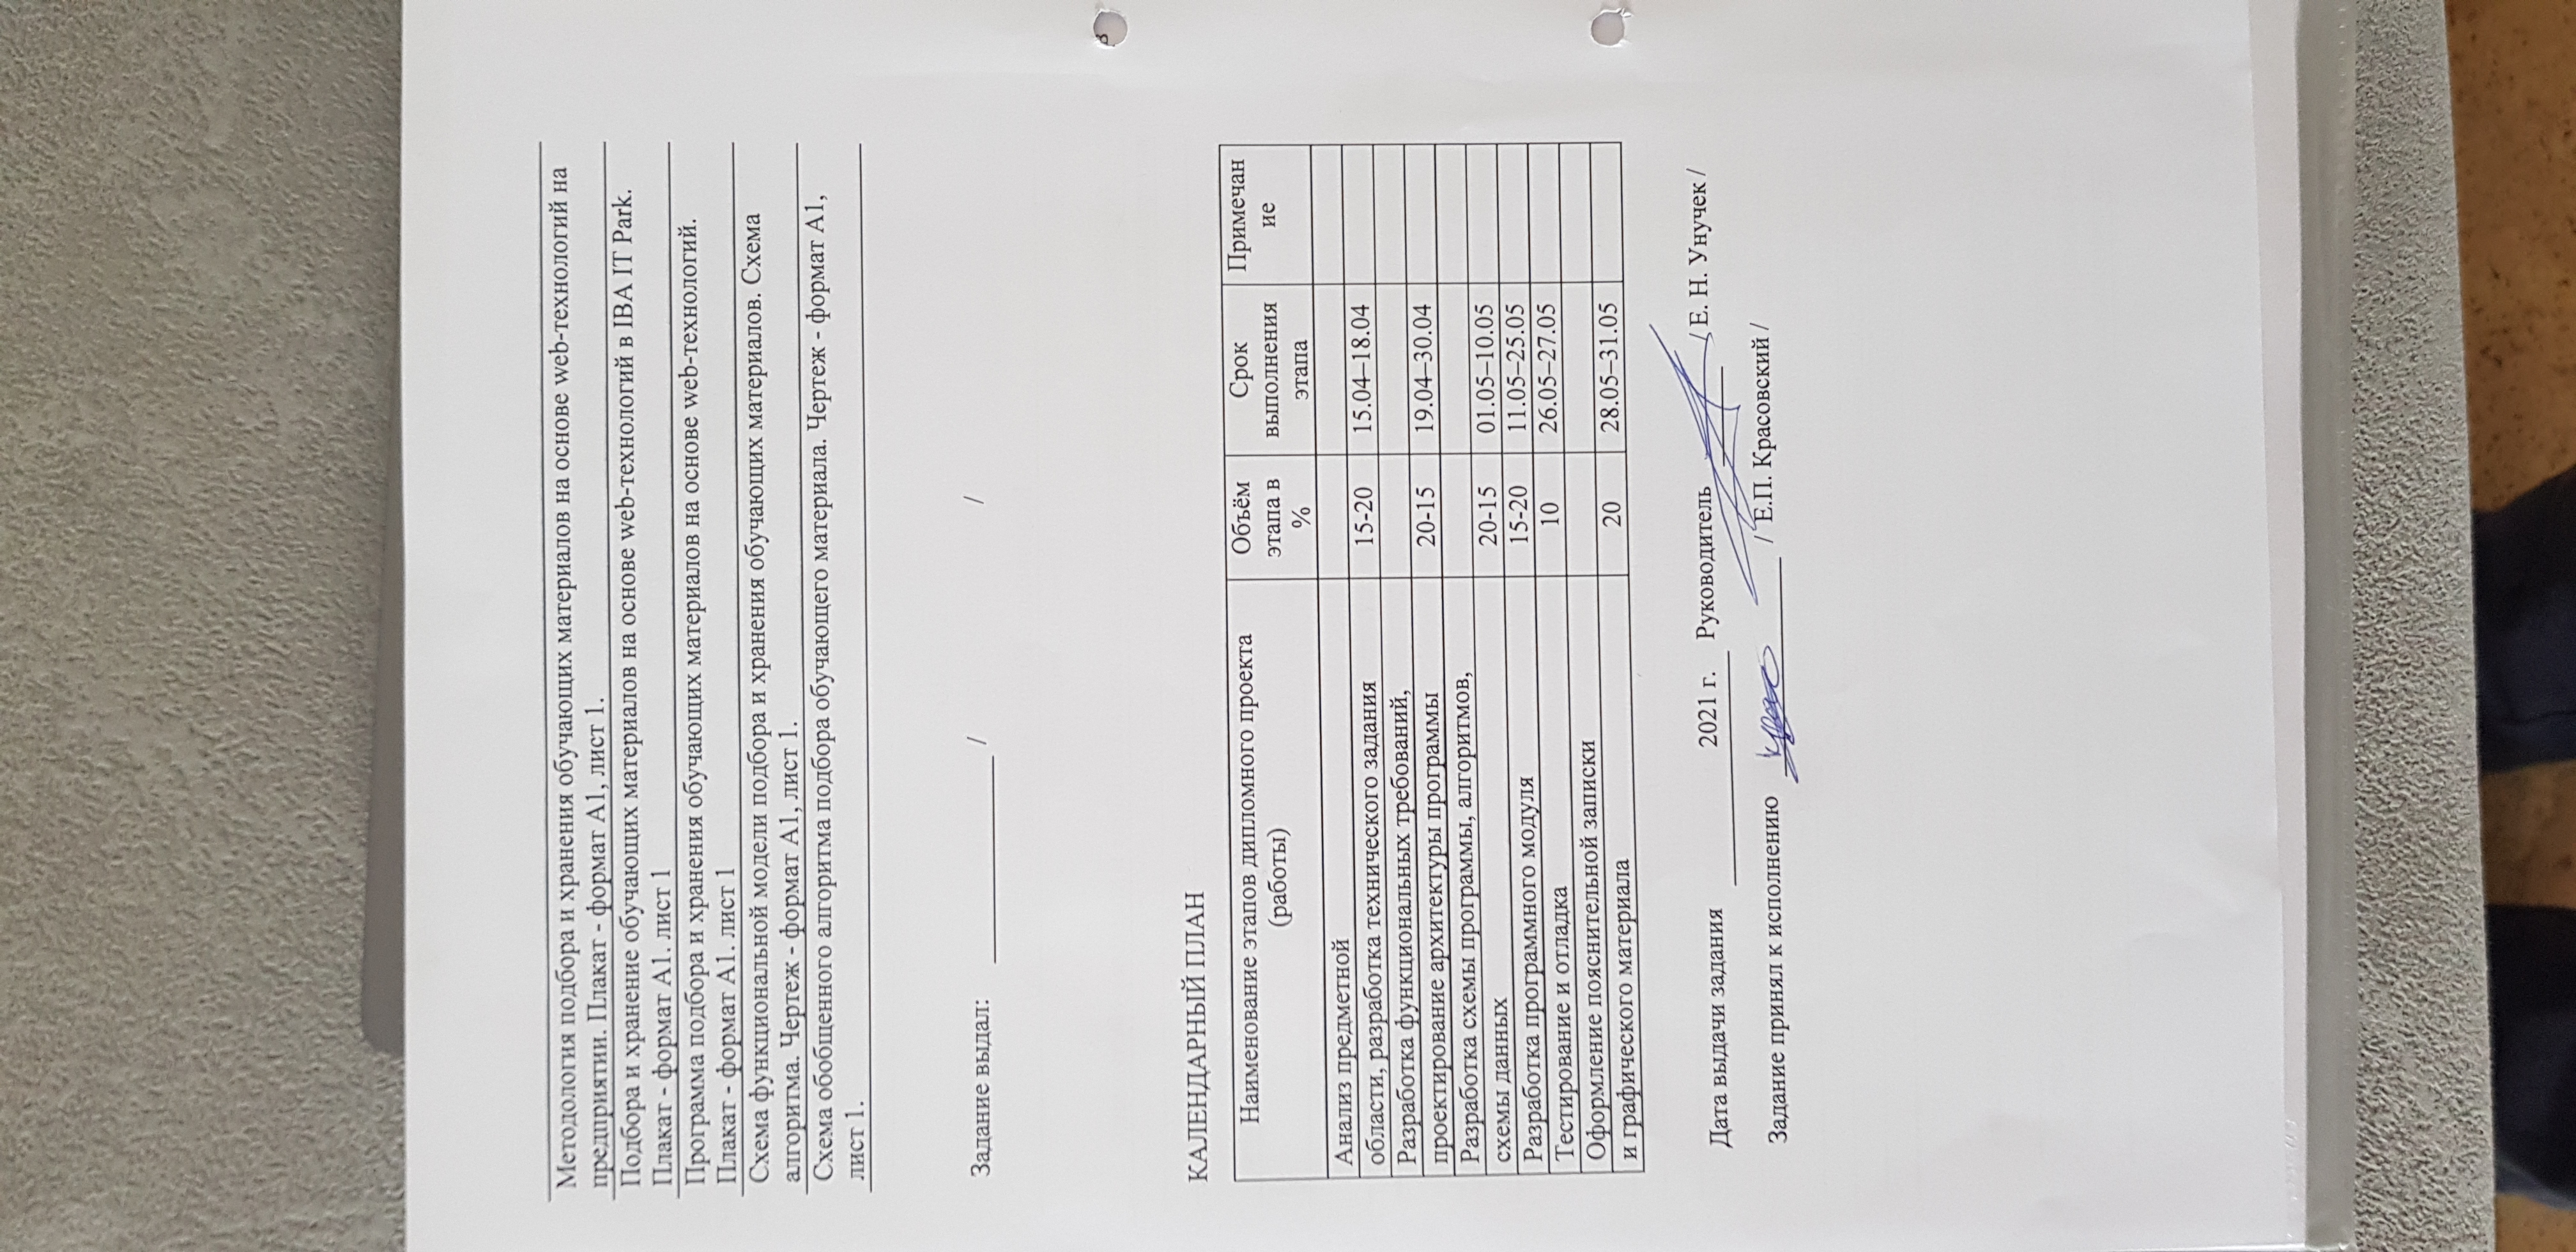 Методология подбора и хранения обучающих материалов на основе web-технологий на
предприятии. Плакат - формат А1, лист 1.
Подбора и хранение обучающих материалов на основе web-технологий в IBA IT Park.
Плакат - формат А1. лист 1
Программа подбора и хранения обучающих материалов на основе web-технологий.
Плакат - формат А1. лист 1
Схема функциональной модели подбора и хранения обучающих материалов. Схема
алгоритма. Чертеж - формат А1, лист 1.
Схема обобщенного алгоритма подбора обучающего материала. Чертеж - формат А1,
лист 1.
Задание выдал: / /
в
КАЛЕНДАРНЫЙ ПЛАН
Наименование этапов дипломного проекта (работы) Объём этапа в % Срок выполнения этапа Примечан ие
Анализ предметной
области, разработка технического задания 15-20 15.04–18.04
Разработка функциональных требований,
проектирование архитектуры программы 20-15 19.04–30.04
Разработка схемы программы, алгоритмов,
схемы данных 20-15 01.05–10.05
Разработка программного модуля 15-20 11.05–25.05
Тестирование и отладка 10 26.05–27.05
Оформление пояснительной записки
и графического материала 20 28.05–31.05
Дата выдачи задания 2021 г. Руководитель / Е. Н. Унучек /
Задание принял к исполнению / Е.П. Красовский /